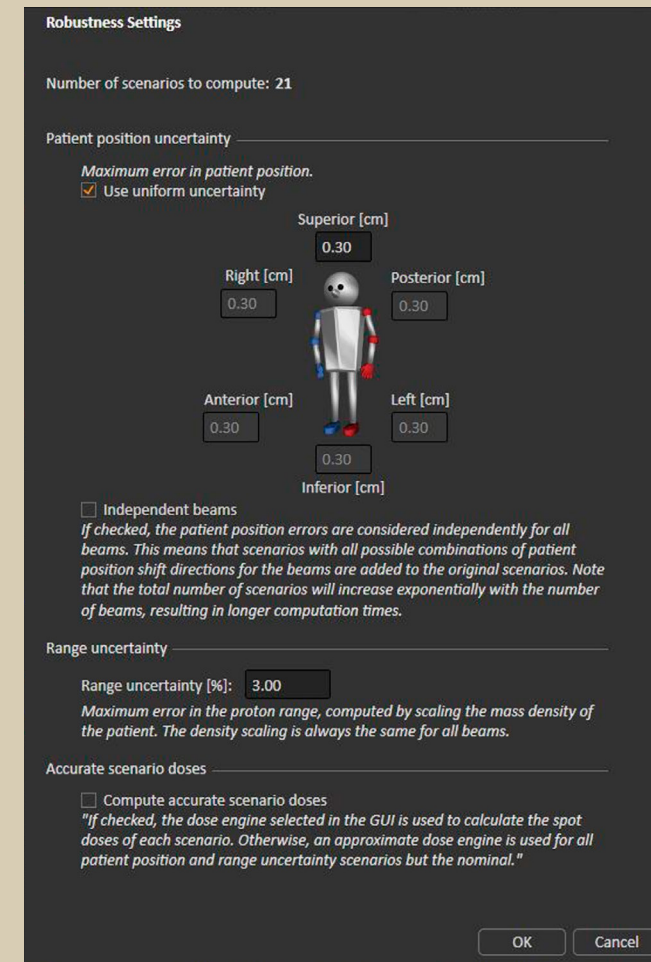 Robustness Settings
Number of scenarios to compute: 21
Patient position uncertainty
Maximum error in patient position.
Use uniform uncertainty
Superior [cm]
0.30
Right [cm]
Posterior [cm]
0.30
0.30
Anterior [cm]
Left [cm]
0.30
0.30
0.30
Inferior [cm]
Independent beams
If checked, the patient position errors are considered independently for all
beams. This means that scenarios with all possible combinations of patient
position shift directions for the beams are added to the original scenarios. Note
that the total number of scenarios will increase exponentially with the number
of beams, resulting in longer computation times.
Range uncertainty
Range uncertainty [%]: 3.00
Maximum error in the proton range, computed by scaling the mass density of
the patient. The density scaling is always the same for all beams.
Accurate scenario doses
Compute accurate scenario doses
"If checked, the dose engine selected in the GUI is used to calculate the spot
doses of each scenario. Otherwise, an approximate dose engine is used for all
patient position and range uncertainty scenarios but the nominal."
OK Cancel